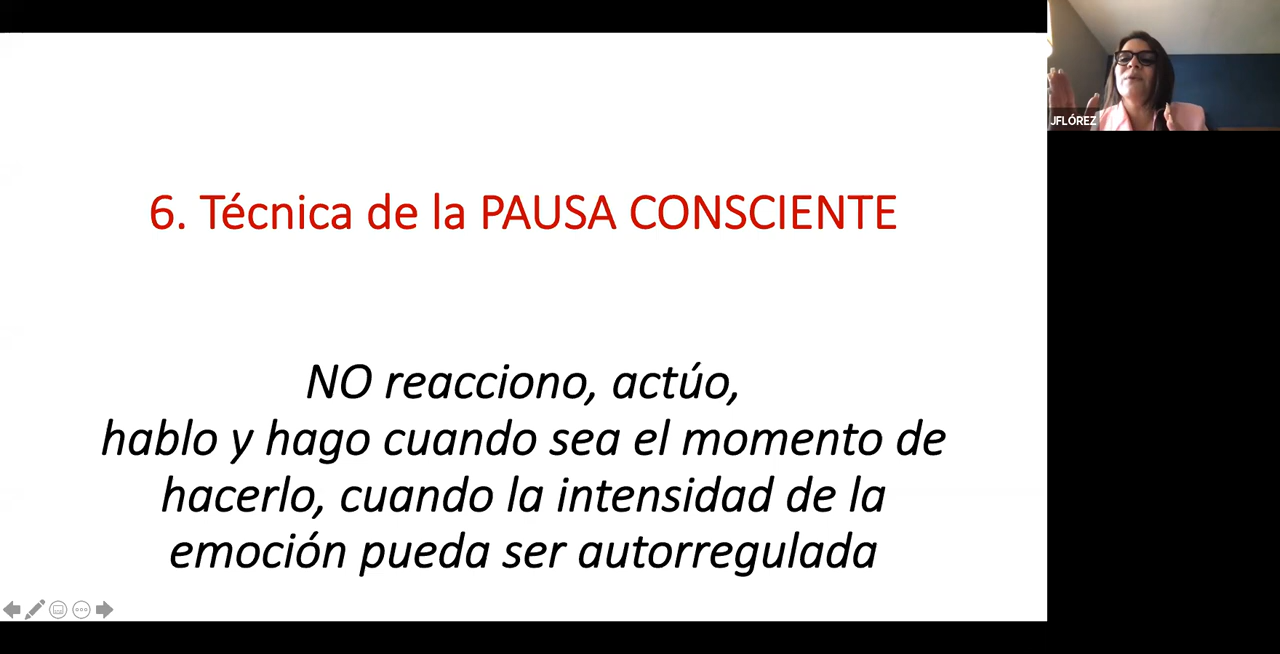 6. Técnica de la PAUSA CONSCIENTE
NO reacciono, actúo,
hablo y hago cuando sea el momento de
hacerlo, cuando la intensidad de la
emoción pueda ser autorregulada
JFLÓREZ